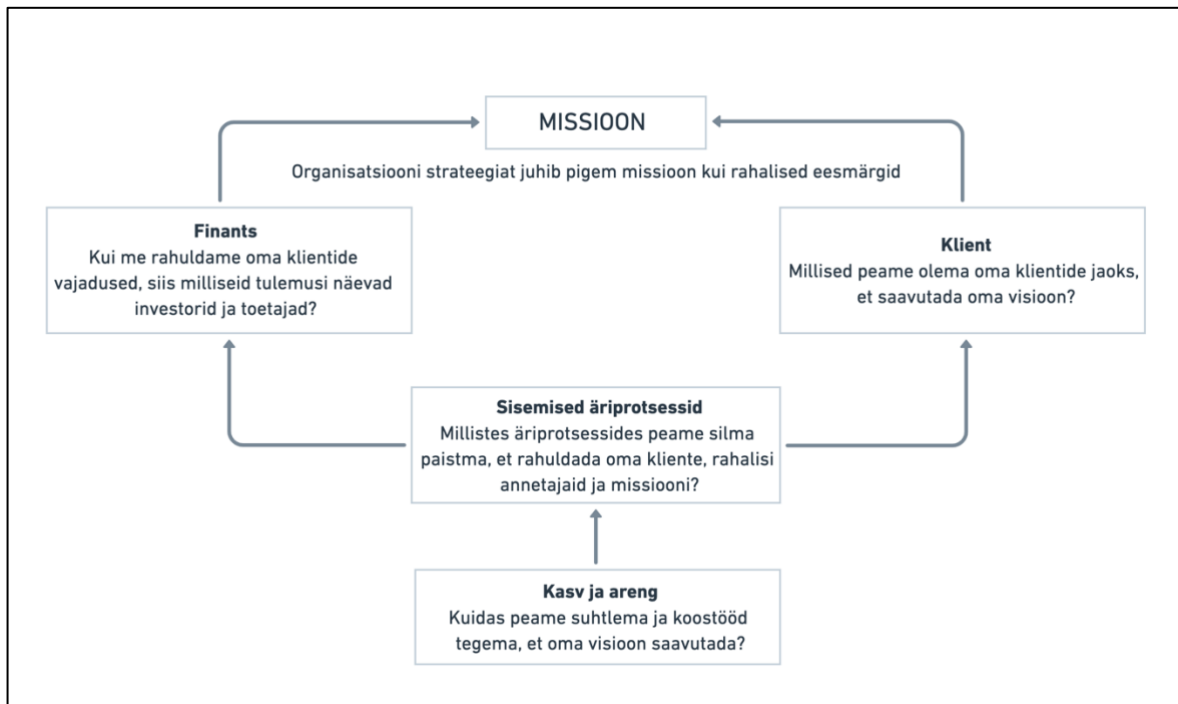 MISSIOON
Organisatsiooni strateegiat juhib pigem missioon kui rahalised eesmärgid
Finants
Kui me rahuldame oma klientide
vajadused, siis milliseid tulemusi näevad
investorid ja toetajad?
Klient
Millised peame olema oma klientide jaoks,
et saavutada oma visioon?
Sisemised äriprotsessid
Millistes äriprotsessides peame silma
paistma, et rahuldada oma kliente, rahalisi
annetajaid ja missiooni?
Kasv ja areng
Kuidas peame suhtlema ja koostööd
tegema, et oma visioon saavutada?